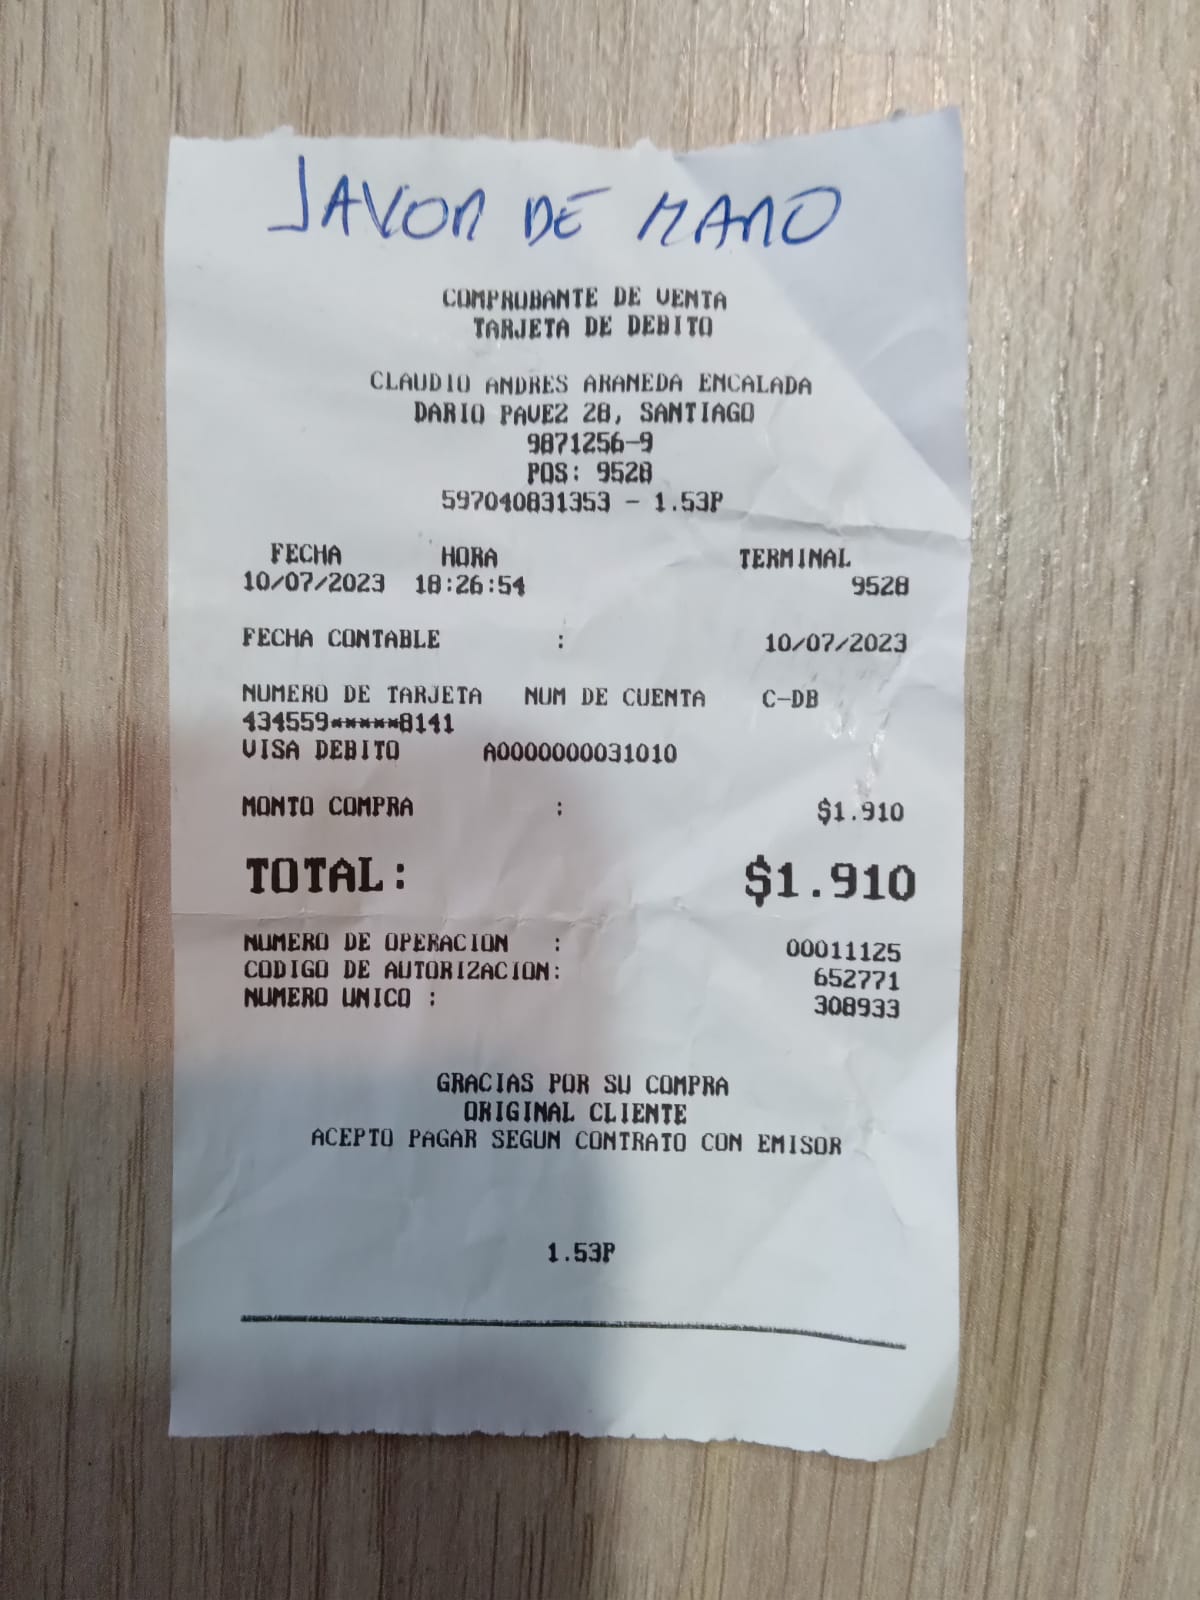 JAVON DE MANO
COMPROBANTE DE VENTA
TARJETA DE DEBITO
CLAUDIO ANDRES ARANEDA ENCALADA
DARIO PAVEZ 28, SANTIAGO
9871256-9
POS: 9528
597040831353 - 1.53P
FECHA HORA TERMINAL
10/07/2023 18:26:54 9528
FECHA CONTABLE : 10/07/2023
NUMERO DE TARJETA NUM DE CUENTA C-DB
434559*****8141
VISA DEBITO A0000000031010
MONTO COMPRA : $1.910
TOTAL: $1.910
NUMERO DE OPERACION : 00011125
CODIGO DE AUTORIZACION: 652771
NUMERO UNICO : 308933
GRACIAS POR SU COMPRA
ORIGINAL CLIENTE
ACEPTO PAGAR SEGUN CONTRATO CON EMISOR
1.53P